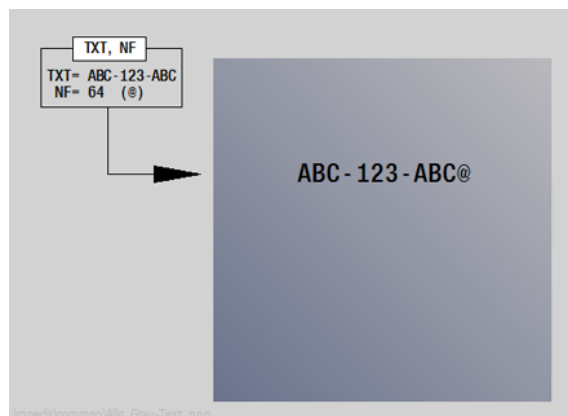 TXT, NF
TXT= ABC-123-ABC
NF= 64 (@)
ABC-123-ABC@